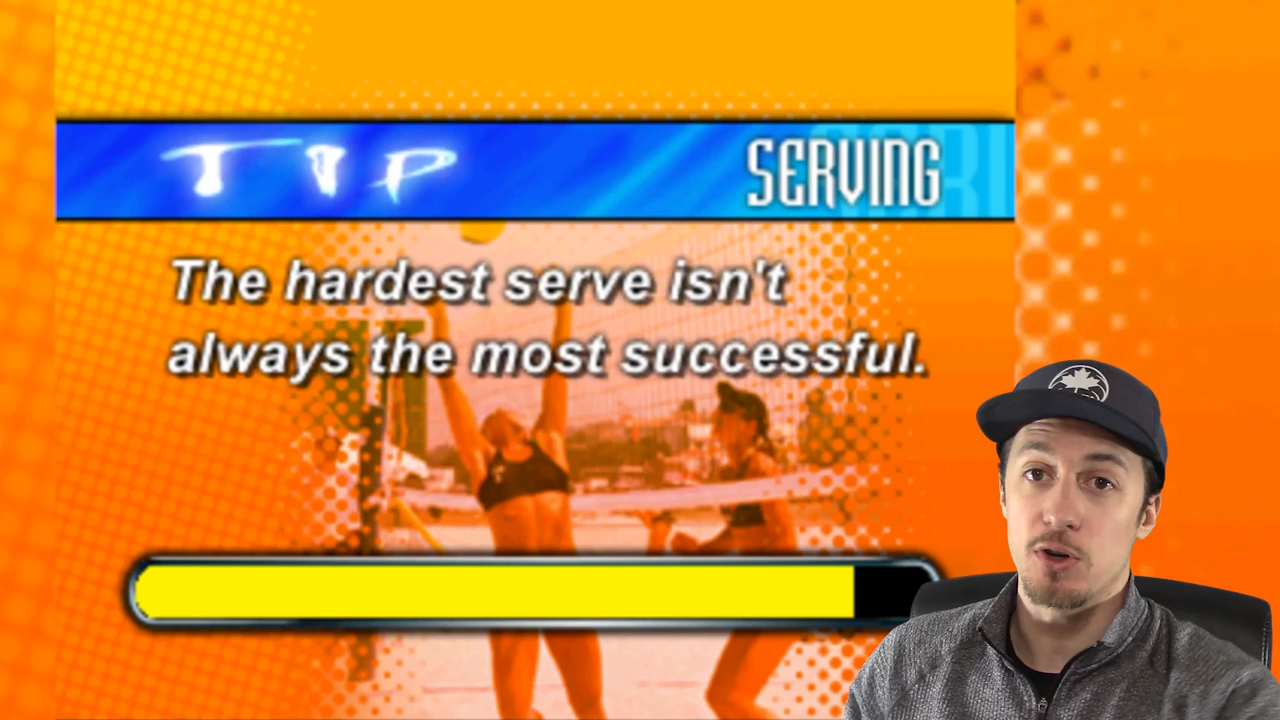 TIP
SERVING
The hardest serve isn't
always the most successful.